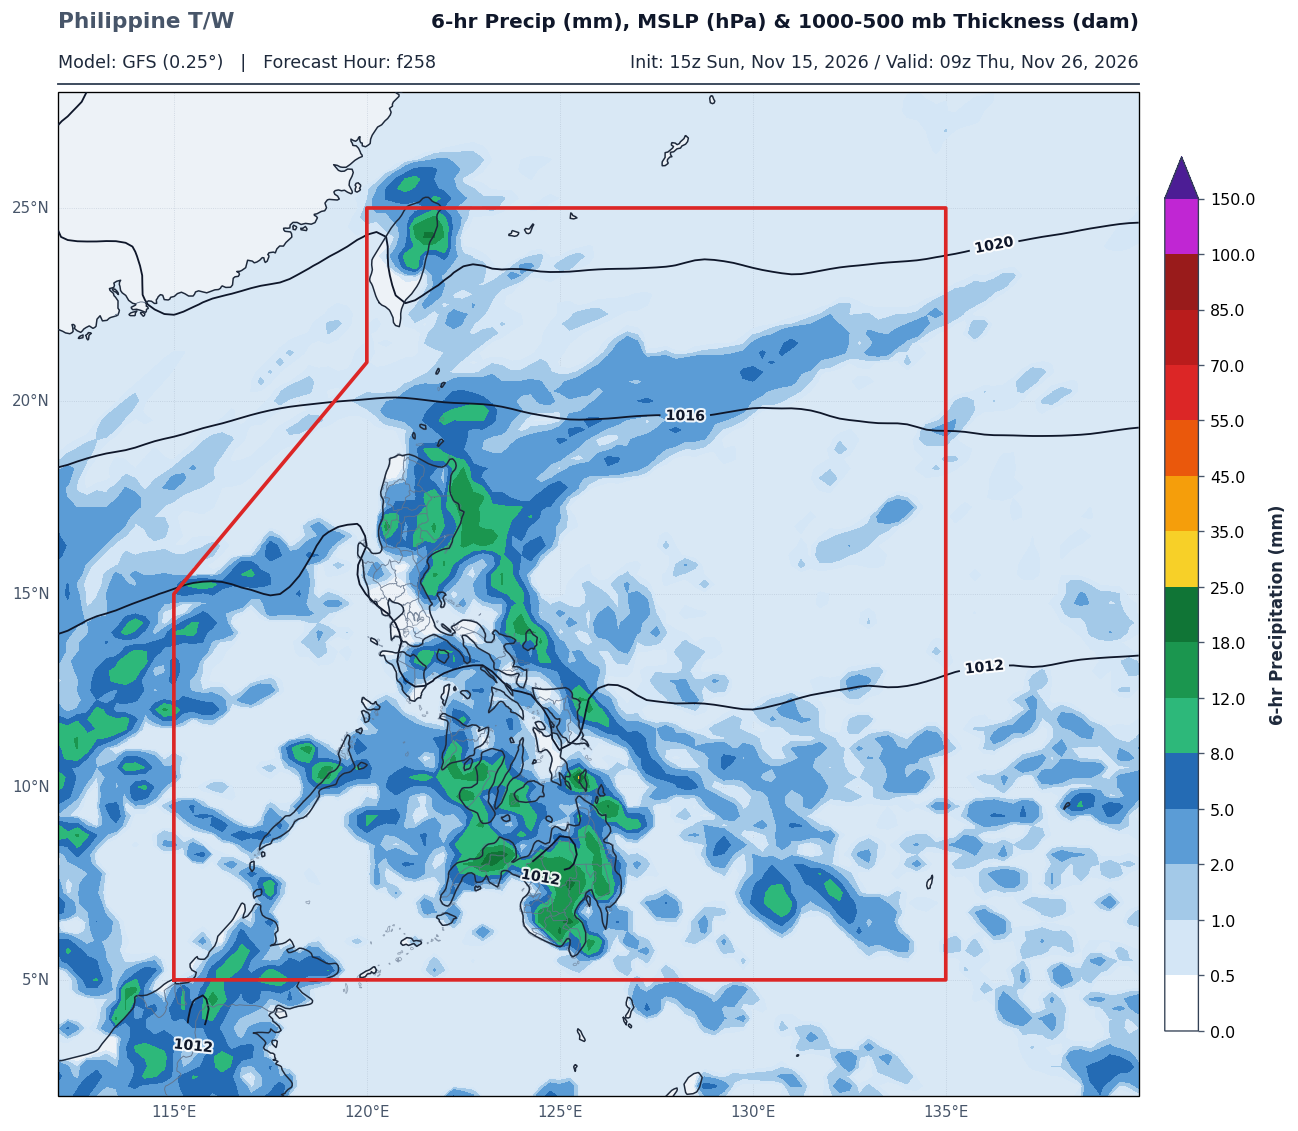 Philippine T/W
6-hr Precip (mm), MSLP (hPa) & 1000-500 mb Thickness (dam)
Model: GFS (0.25°) | Forecast Hour: f258
Init: 15z Sun, Nov 15, 2026 / Valid: 09z Thu, Nov 26, 2026
25°N
20°N
15°N
10°N
5°N
1020
1016
1012
1012
1012
115°E
120°E
125°E
130°E
135°E
150.0
100.0
85.0
70.0
55.0
45.0
35.0
25.0
18.0
12.0
8.0
5.0
2.0
1.0
0.5
0.0
6-hr Precipitation (mm)